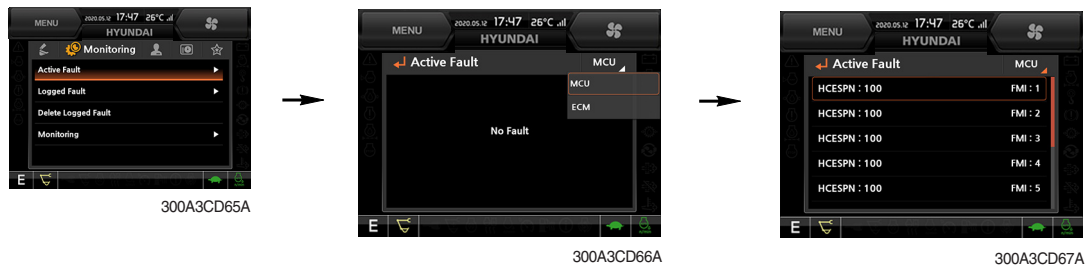 MENU
2020.05.12 17:47 26°C
HYUNDAI
Monitoring
Active Fault
Logged Fault
Delete Logged Fault
Monitoring
E
300A3CD65A
MENU
2020.05.12 17:47 26°C
HYUNDAI
Active Fault MCU
MCU
ECM
No Fault
E
300A3CD66A
MENU
2020.05.12 17:47 26°C
HYUNDAI
Active Fault MCU
HCESPN : 100 FMI : 1
HCESPN : 100 FMI : 2
HCESPN : 100 FMI : 3
HCESPN : 100 FMI : 4
HCESPN : 100 FMI : 5
E
300A3CD67A